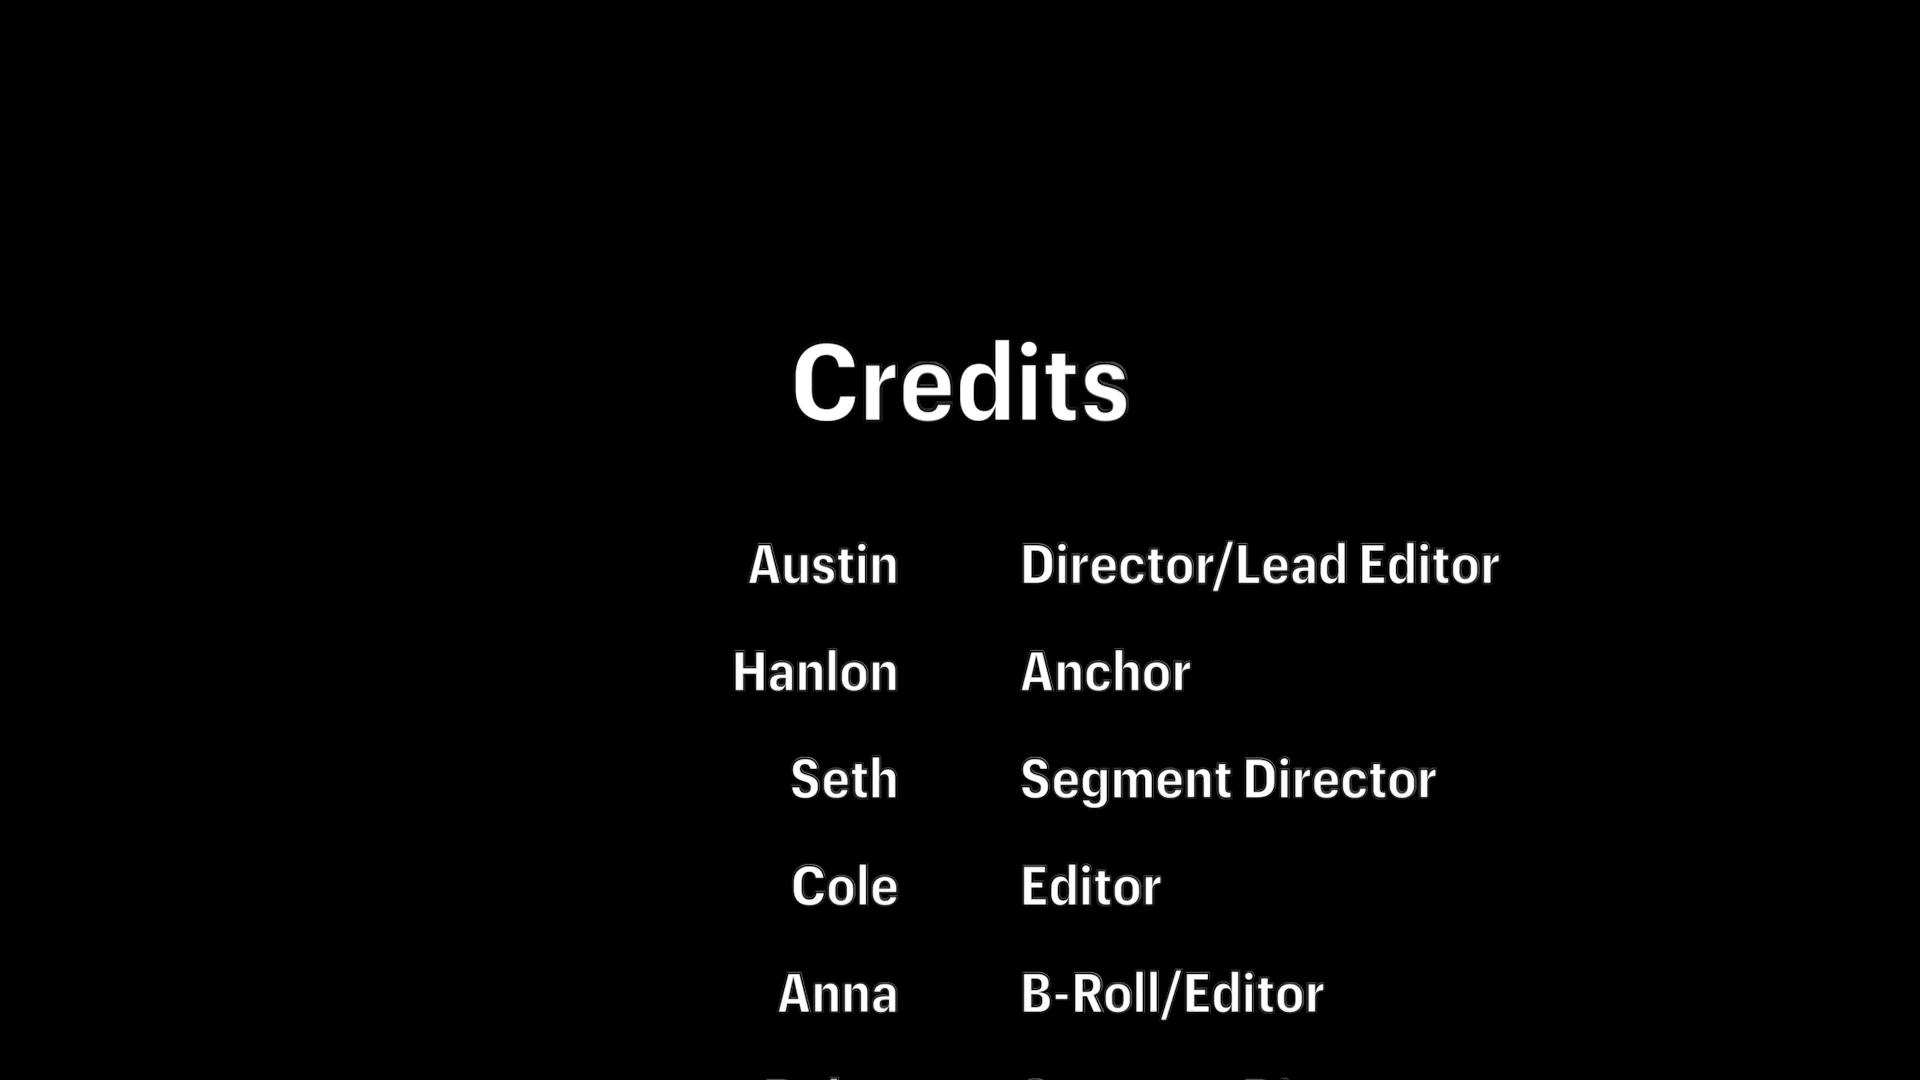 Credits
Austin Director/Lead Editor
Hanlon Anchor
Seth Segment Director
Cole Editor
Anna B-Roll/Editor